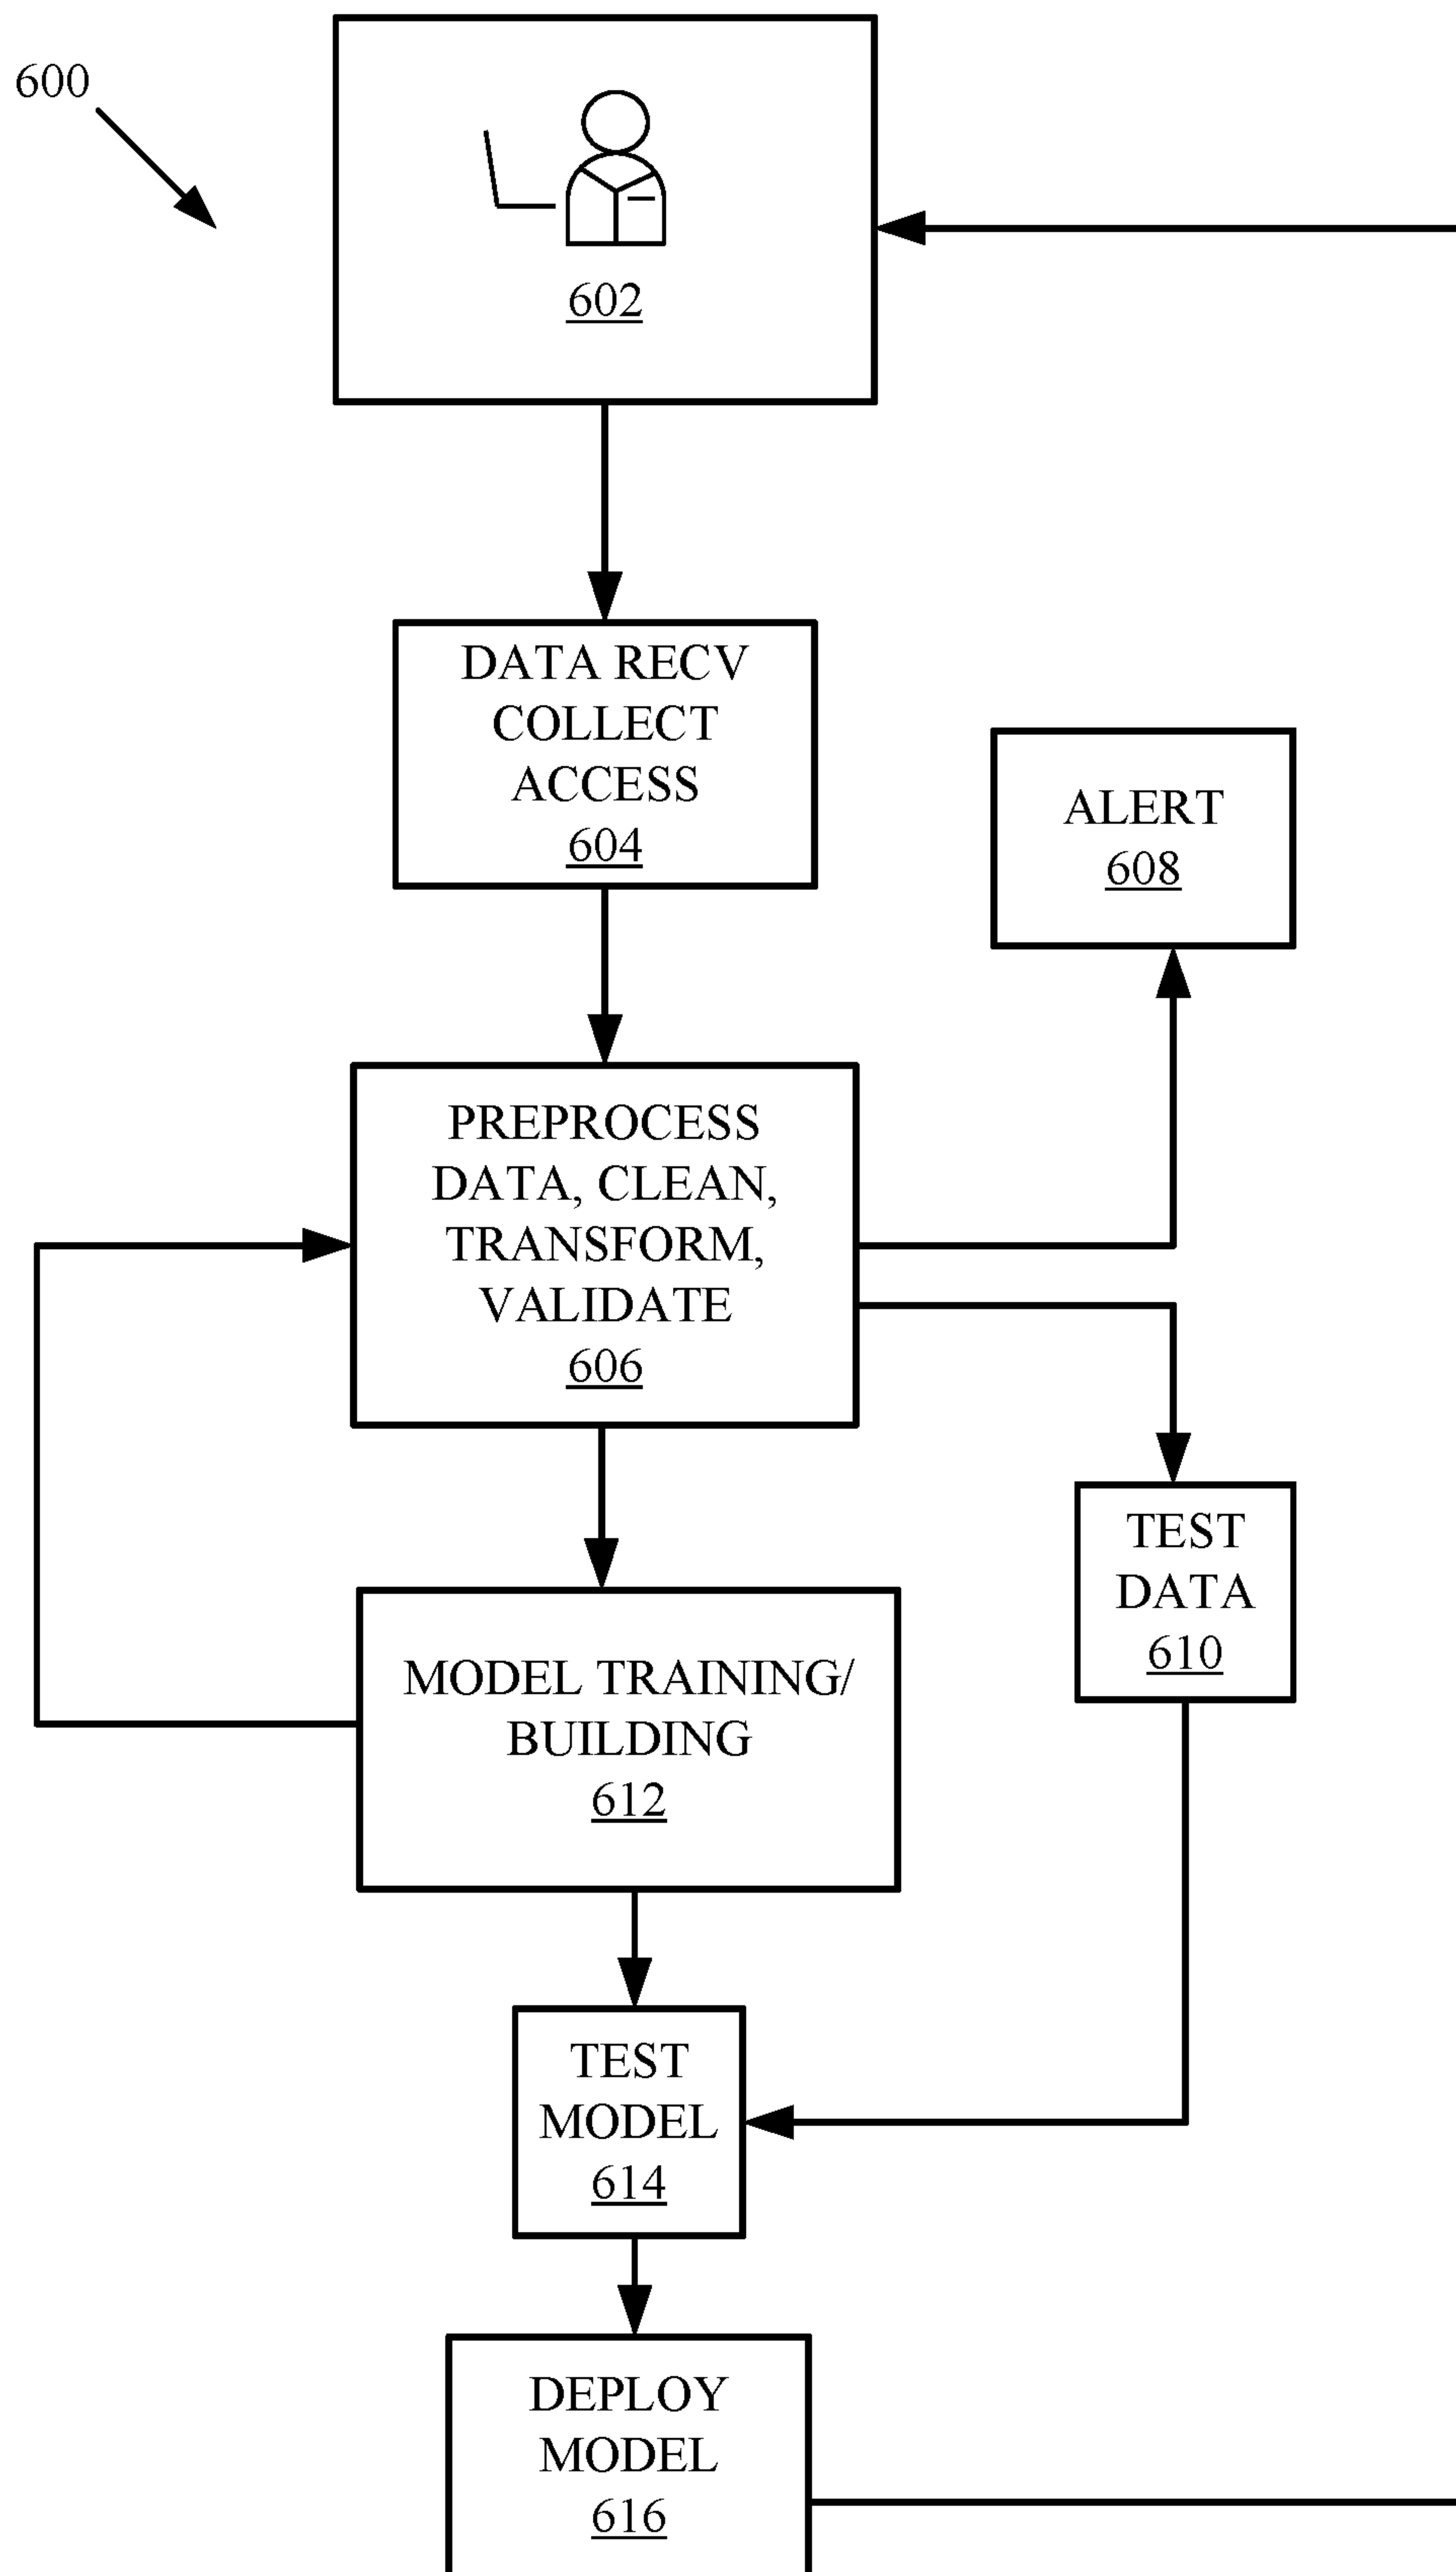 600
602
DATA RECV
COLLECT
ACCESS
604
ALERT
608
PREPROCESS
DATA, CLEAN,
TRANSFORM,
VALIDATE
606
TEST
DATA
610
MODEL TRAINING/
BUILDING
612
TEST
MODEL
614
DEPLOY
MODEL
616